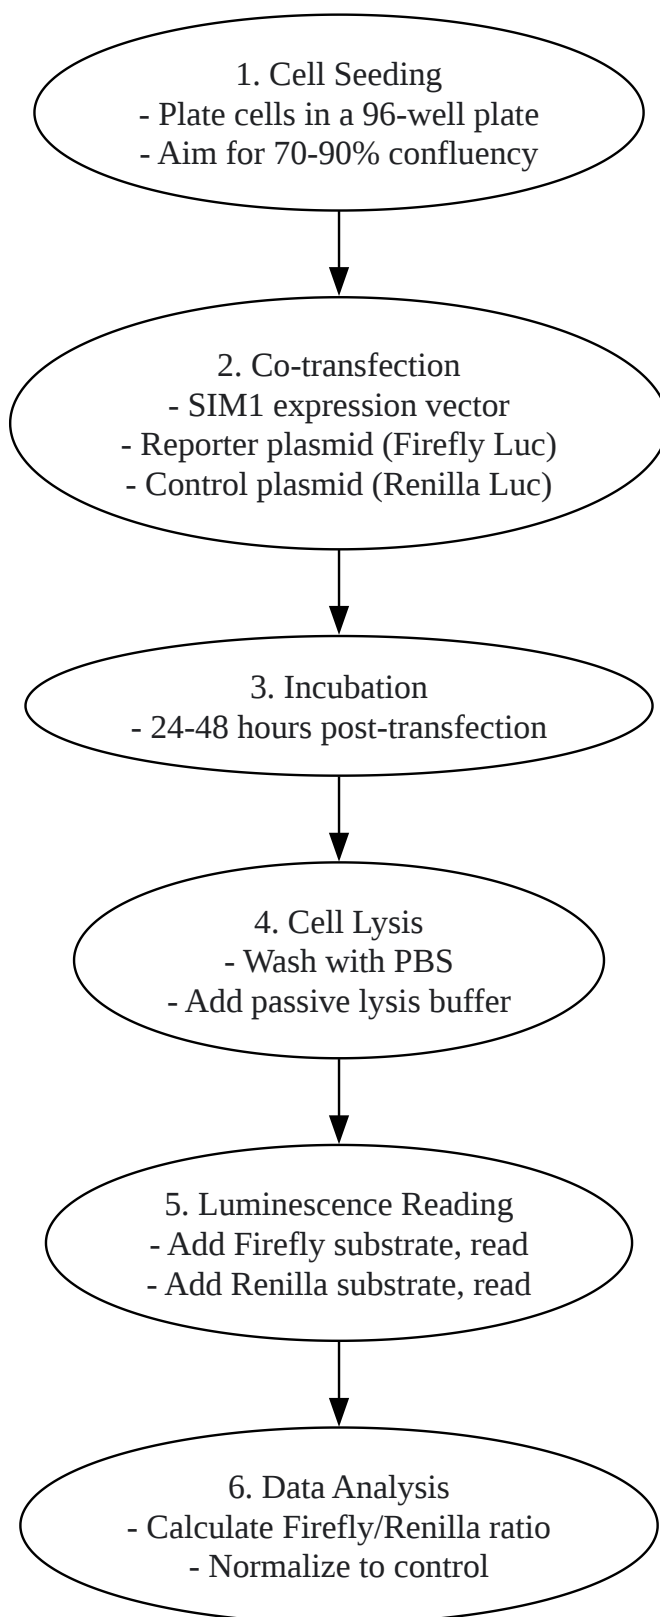 1. Cell Seeding
- Plate cells in a 96-well plate
- Aim for 70-90% confluency
2. Co-transfection
- SIM1 expression vector
- Reporter plasmid (Firefly Luc)
- Control plasmid (Renilla Luc)
3. Incubation
- 24-48 hours post-transfection
4. Cell Lysis
- Wash with PBS
- Add passive lysis buffer
5. Luminescence Reading
- Add Firefly substrate, read
- Add Renilla substrate, read
6. Data Analysis
- Calculate Firefly/Renilla ratio
- Normalize to control